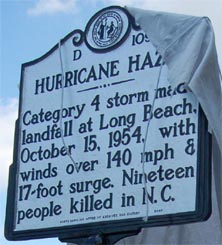 D 109
HURRICANE HAZ
Category 4 storm mad
landfall at Long Beach,
October 15, 1954, with
winds over 140 mph &
17-foot surge. Nineteen
people killed in N.C.